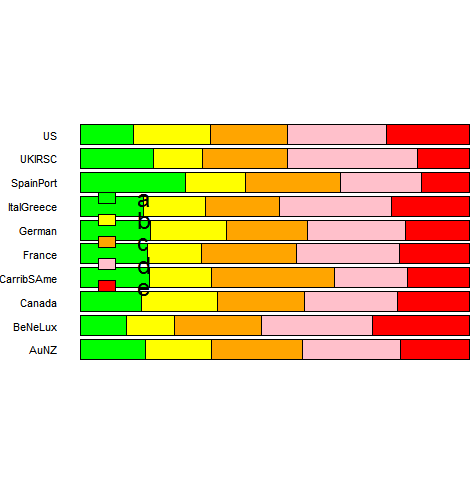 US
UKIRSC
SpainPort
ItalGreece
German
France
CarribSAme
Canada
BeNeLux
AuNZ
a
b
c
d
e